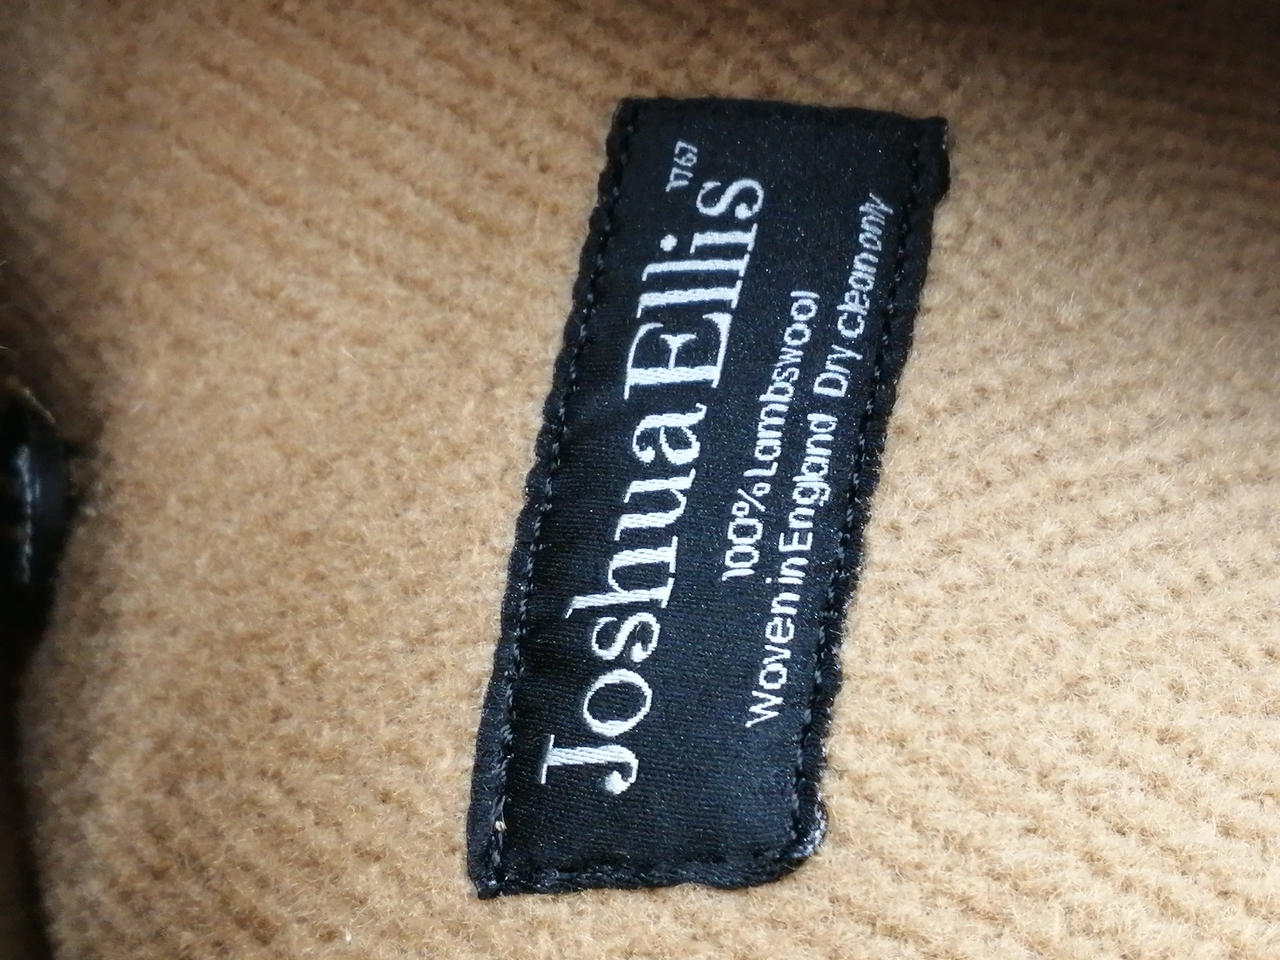 Joshua Ellis 1767
100% Lambswool
Woven in England Dry clean only